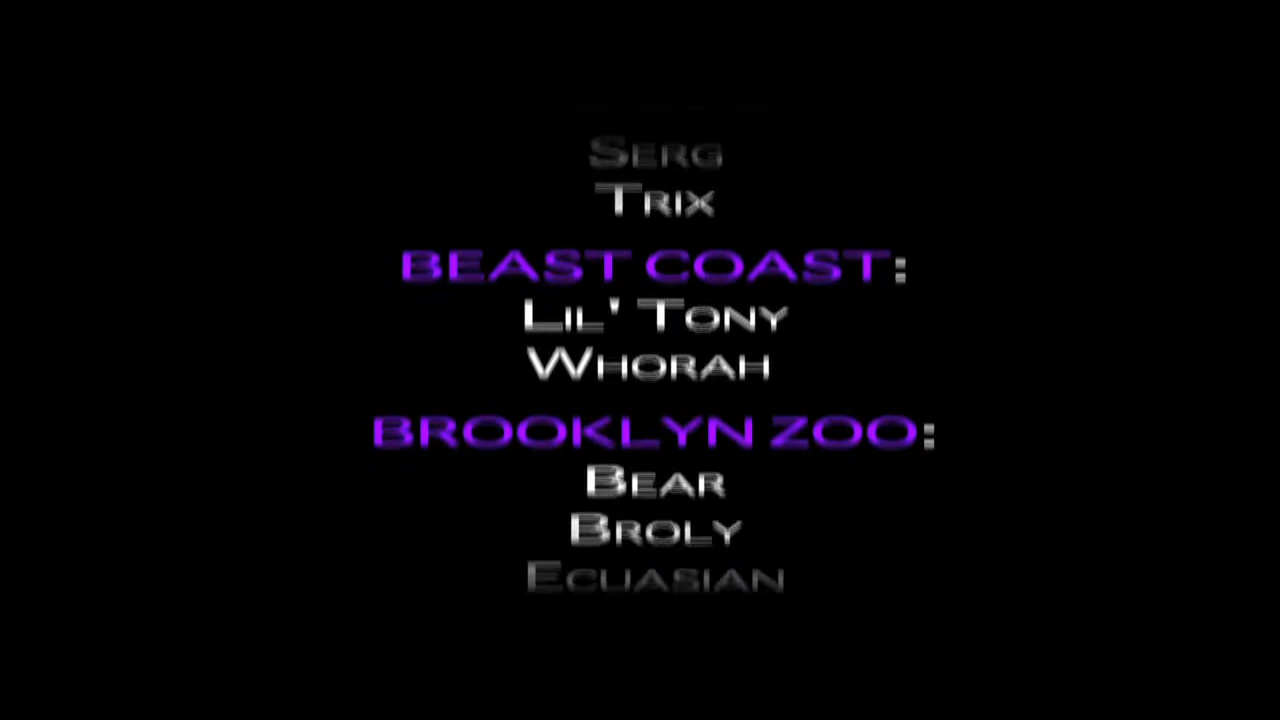 Serg
Trix
BEAST COAST:
Lil' Tony
Whorah
BROOKLYN ZOO:
Bear
Broly
Ecuasian